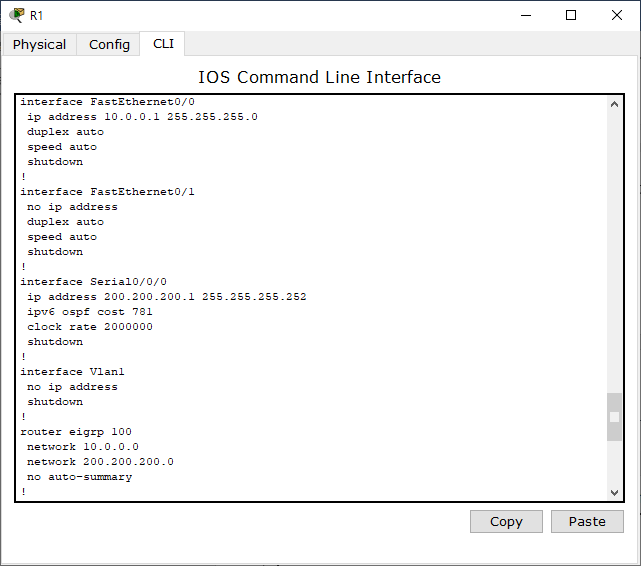 R1
Physical Config CLI
IOS Command Line Interface
interface FastEthernet0/0
 ip address 10.0.0.1 255.255.255.0
 duplex auto
 speed auto
 shutdown
!
interface FastEthernet0/1
 no ip address
 duplex auto
 speed auto
 shutdown
!
interface Serial0/0/0
 ip address 200.200.200.1 255.255.255.252
 ipv6 ospf cost 781
 clock rate 2000000
 shutdown
!
interface Vlan1
 no ip address
 shutdown
!
router eigrp 100
 network 10.0.0.0
 network 200.200.200.0
 no auto-summary
!
Copy Paste